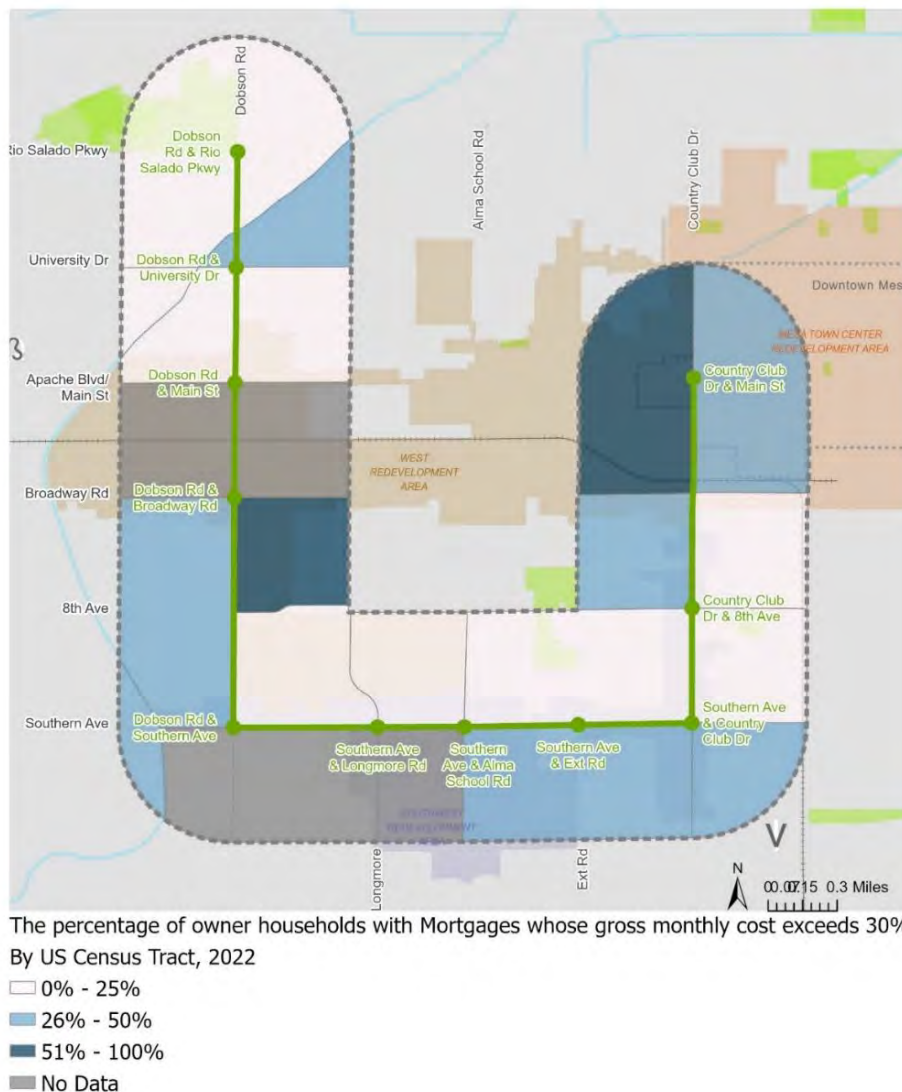 Dobson Rd
Alma School Rd
Country Club Dr
Rio Salado Pkwy
Dobson
Rd & Rio
Salado Pkwy
University Dr
Dobson Rd &
University Dr
Downtown Mes
MESA TOWN CENTER
REDEVELOPMENT AREA
Apache Blvd/
Main St
Dobson Rd
& Main St
Country Club
Dr & Main St
WEST
REDEVELOPMENT
AREA
Broadway Rd
Dobson Rd &
Broadway Rd
8th Ave
Country Club
Dr & 8th Ave
Southern Ave
Dobson Rd &
Southern Ave
Southern Ave
& Longmore Rd
Southern
Ave & Alma
School Rd
Southern Ave
& Ext Rd
Southern Ave
& Country
Club Dr
Longmore
Ext Rd
N
0.3 Miles
The percentage of owner households with Mortgages whose gross monthly cost exceeds 30%
By US Census Tract, 2022
0% - 25%
26% - 50%
51% - 100%
No Data